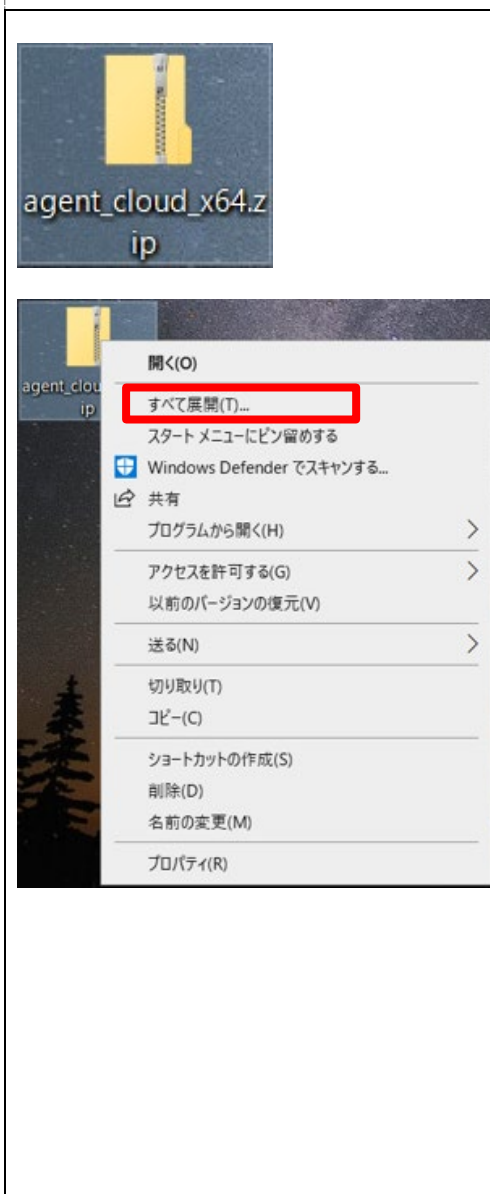 agent_cloud_x64.z
ip
agent_clou
ip
開く(O)
すべて展開(T)...
スタート メニューにピン留めする
Windows Defender でスキャンする...
共有
プログラムから開く(H)
アクセスを許可する(G)
以前のバージョンの復元(V)
送る(N)
切り取り(T)
コピー(C)
ショートカットの作成(S)
削除(D)
名前の変更(M)
プロパティ(R)